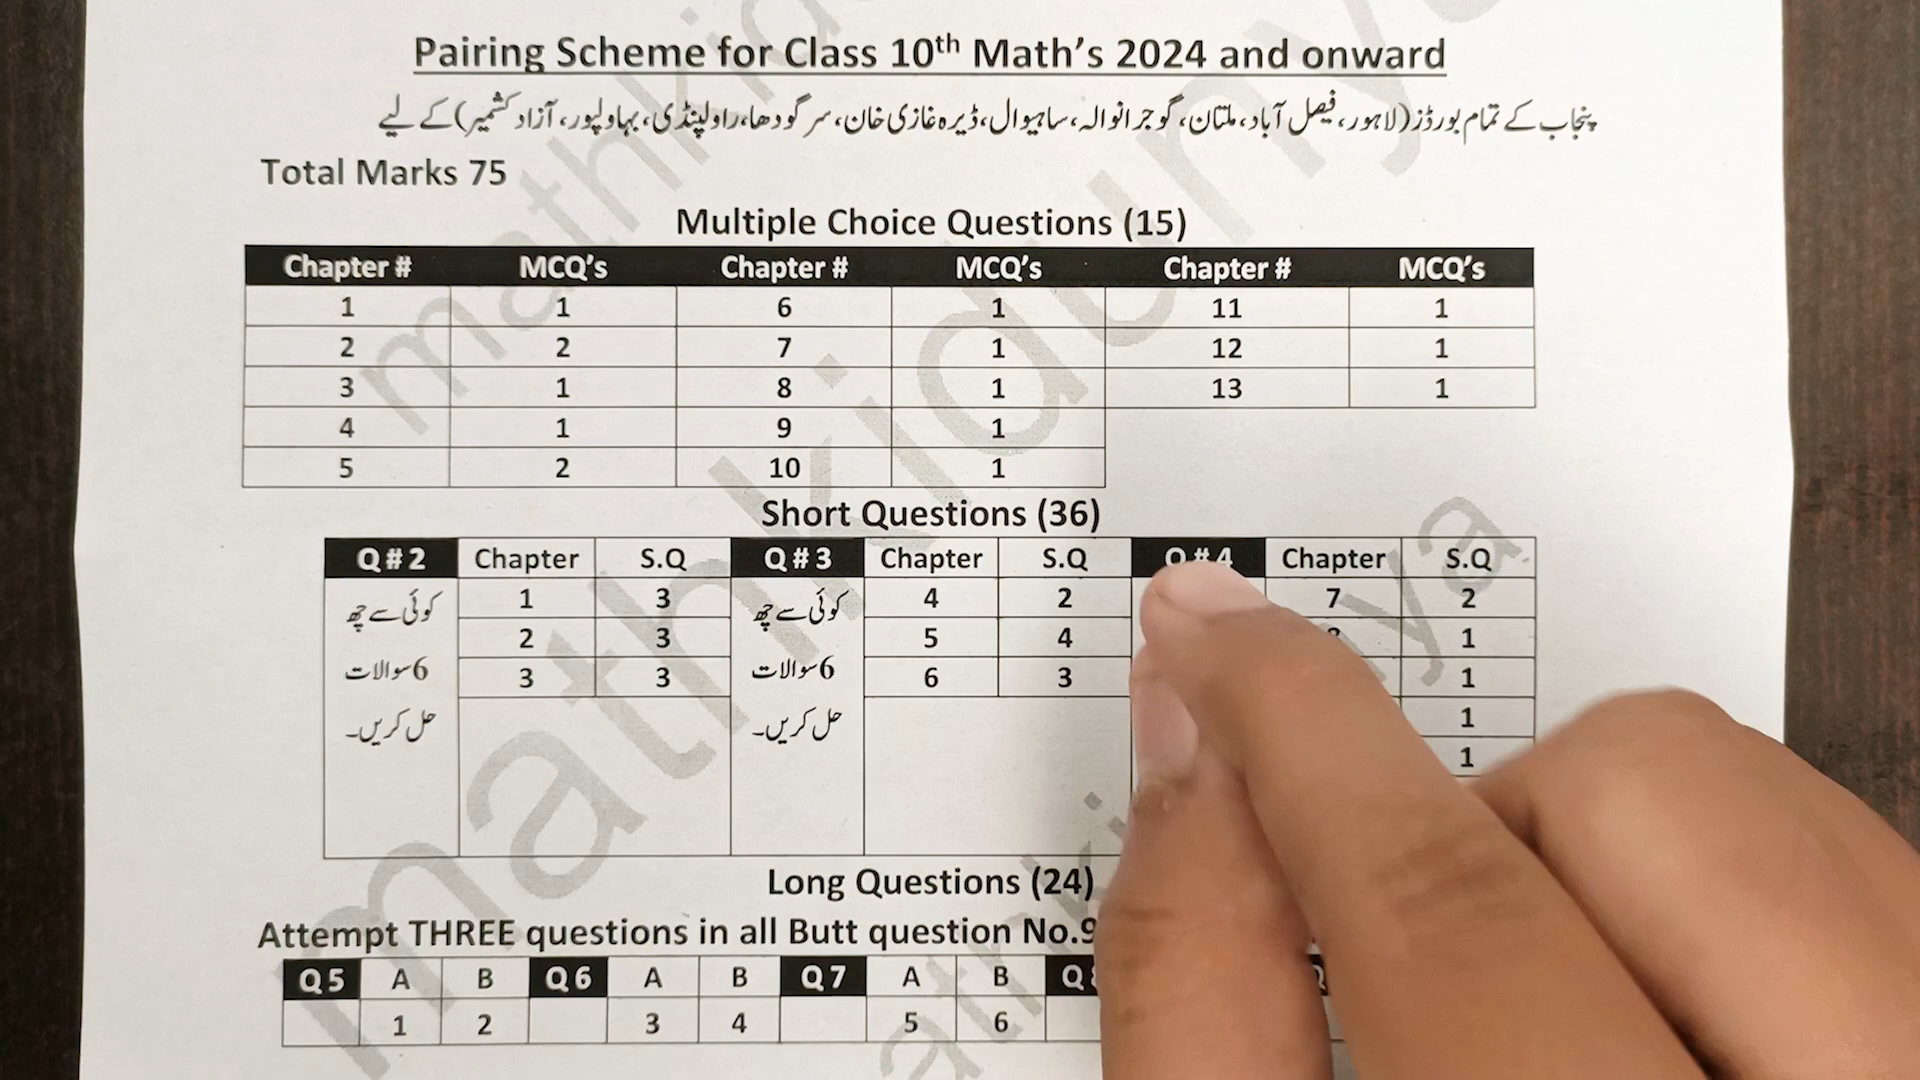 Pairing Scheme for Class 10th Math's 2024 and onward
پنجاب کے تمام بورڈز(لاہور، فیصل آباد، ملتان، گوجرانوالہ، ساہیوال، ڈیرہ غازی خان، سرگودھا، راولپنڈی، بہاولپور، آزاد کشمیر) کے لیے
Total Marks 75
Multiple Choice Questions (15)
Chapter # MCQ's Chapter # MCQ's Chapter # MCQ's
1 1 6 1 11 1
2 2 7 1 12 1
3 1 8 1 13 1
4 1 9 1
5 2 10 1
Short Questions (36)
Q # 2 Chapter S.Q Q # 3 Chapter S.Q Q # 4 Chapter S.Q
کوئی سے چھ 1 3 کوئی سے چھ 4 2 7 2
2 3 5 4 1
6 سوالات 3 3 6 سوالات 6 3 1
حل کریں۔ حل کریں۔ 1
1
Long Questions (24)
Attempt THREE questions in all Butt question No.9
Q 5 A B Q 6 A B Q 7 A B
1 2 3 4 5 6
mathkidunya